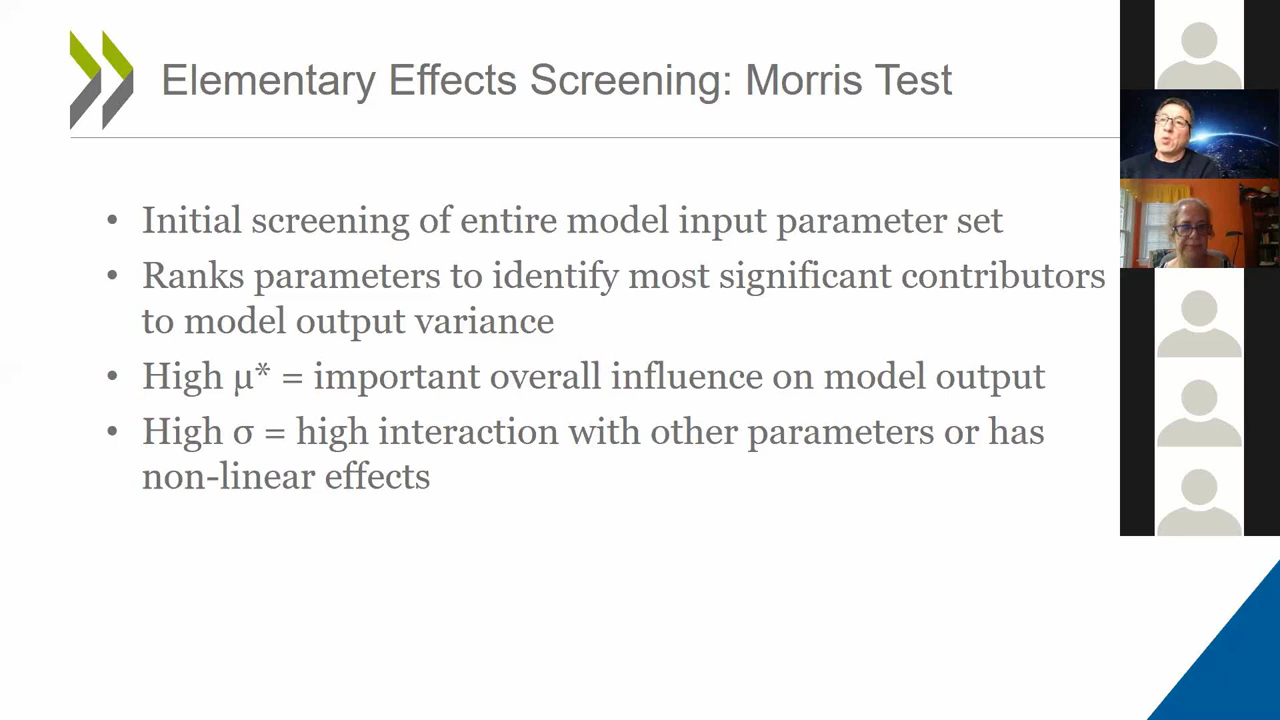 Elementary Effects Screening: Morris Test
• Initial screening of entire model input parameter set
• Ranks parameters to identify most significant contributors
to model output variance
• High μ* = important overall influence on model output
• High σ = high interaction with other parameters or has
non-linear effects